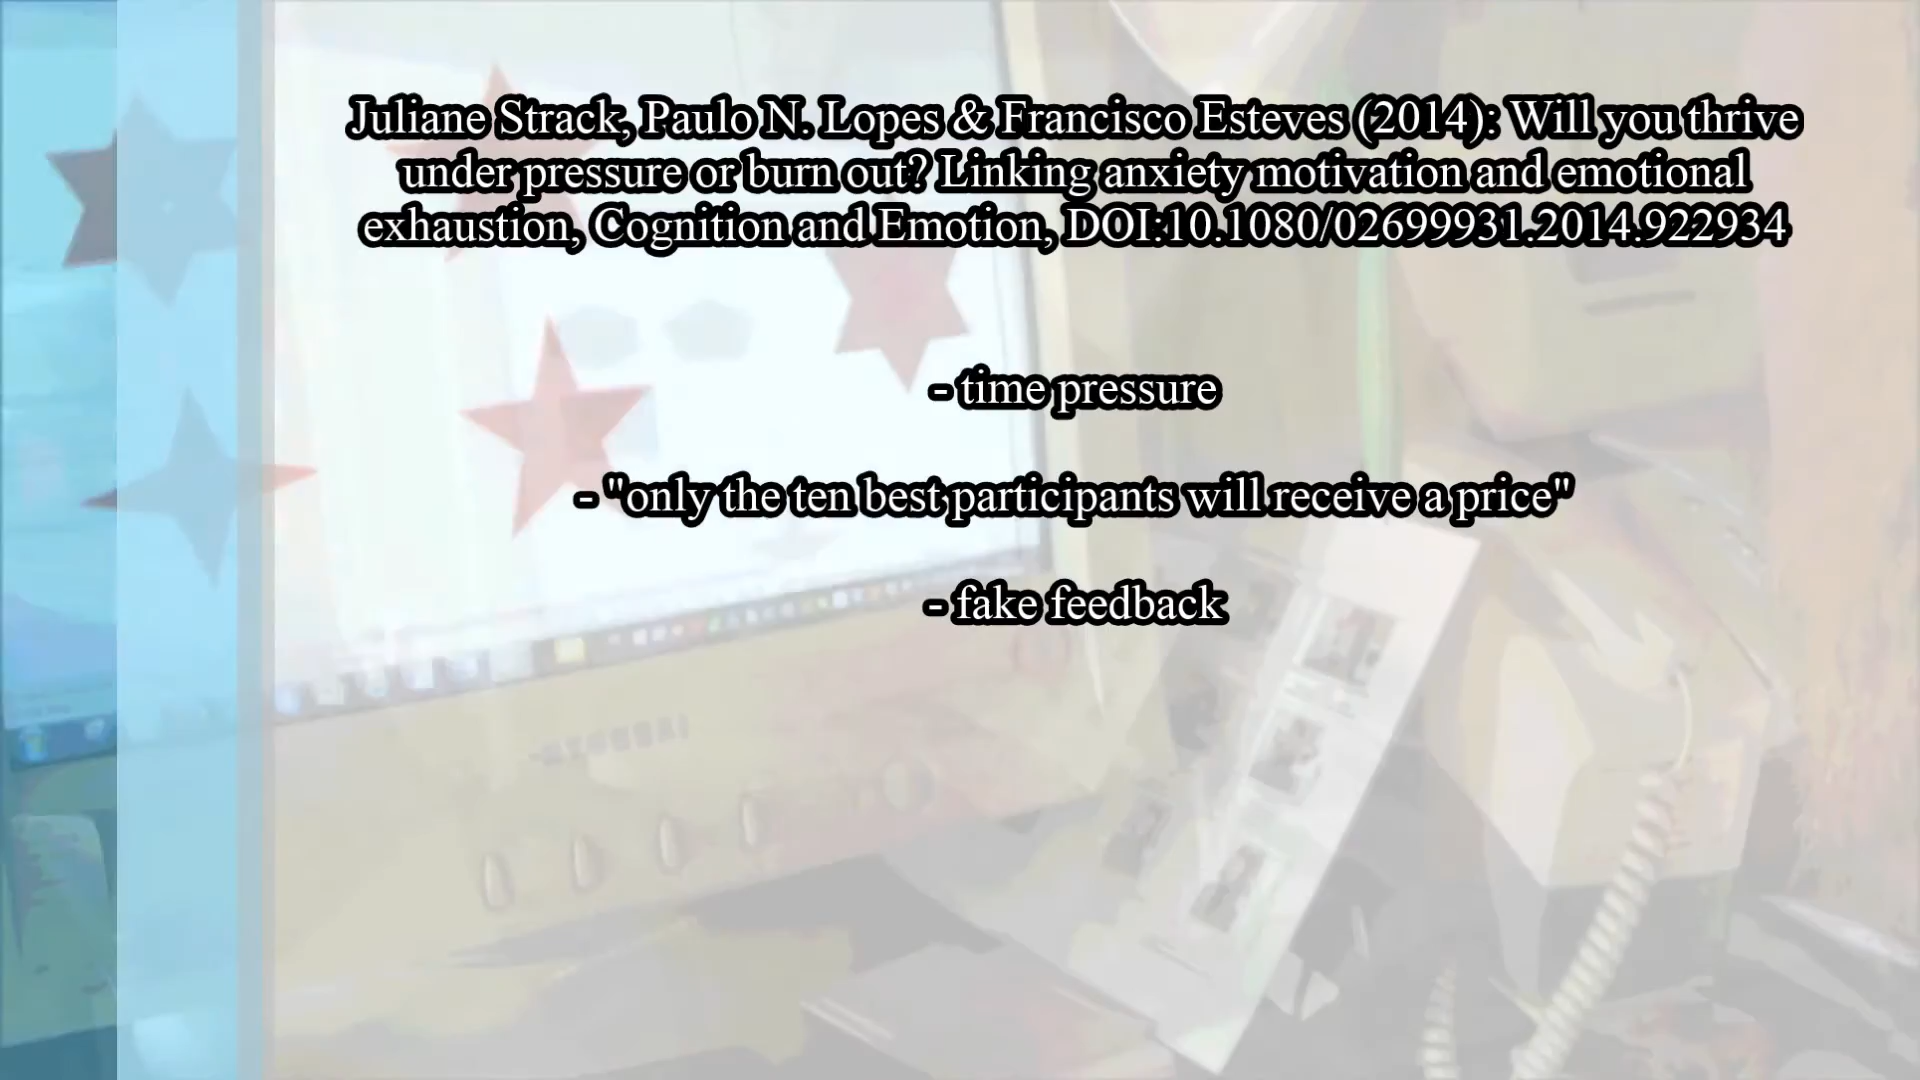 Juliane Strack, Paulo N. Lopes & Francisco Esteves (2014): Will you thrive
under pressure or burn out? Linking anxiety motivation and emotional
exhaustion, Cognition and Emotion, DOI:10.1080/02699931.2014.922934
- time pressure
- "only the ten best participants will receive a price"
- fake feedback